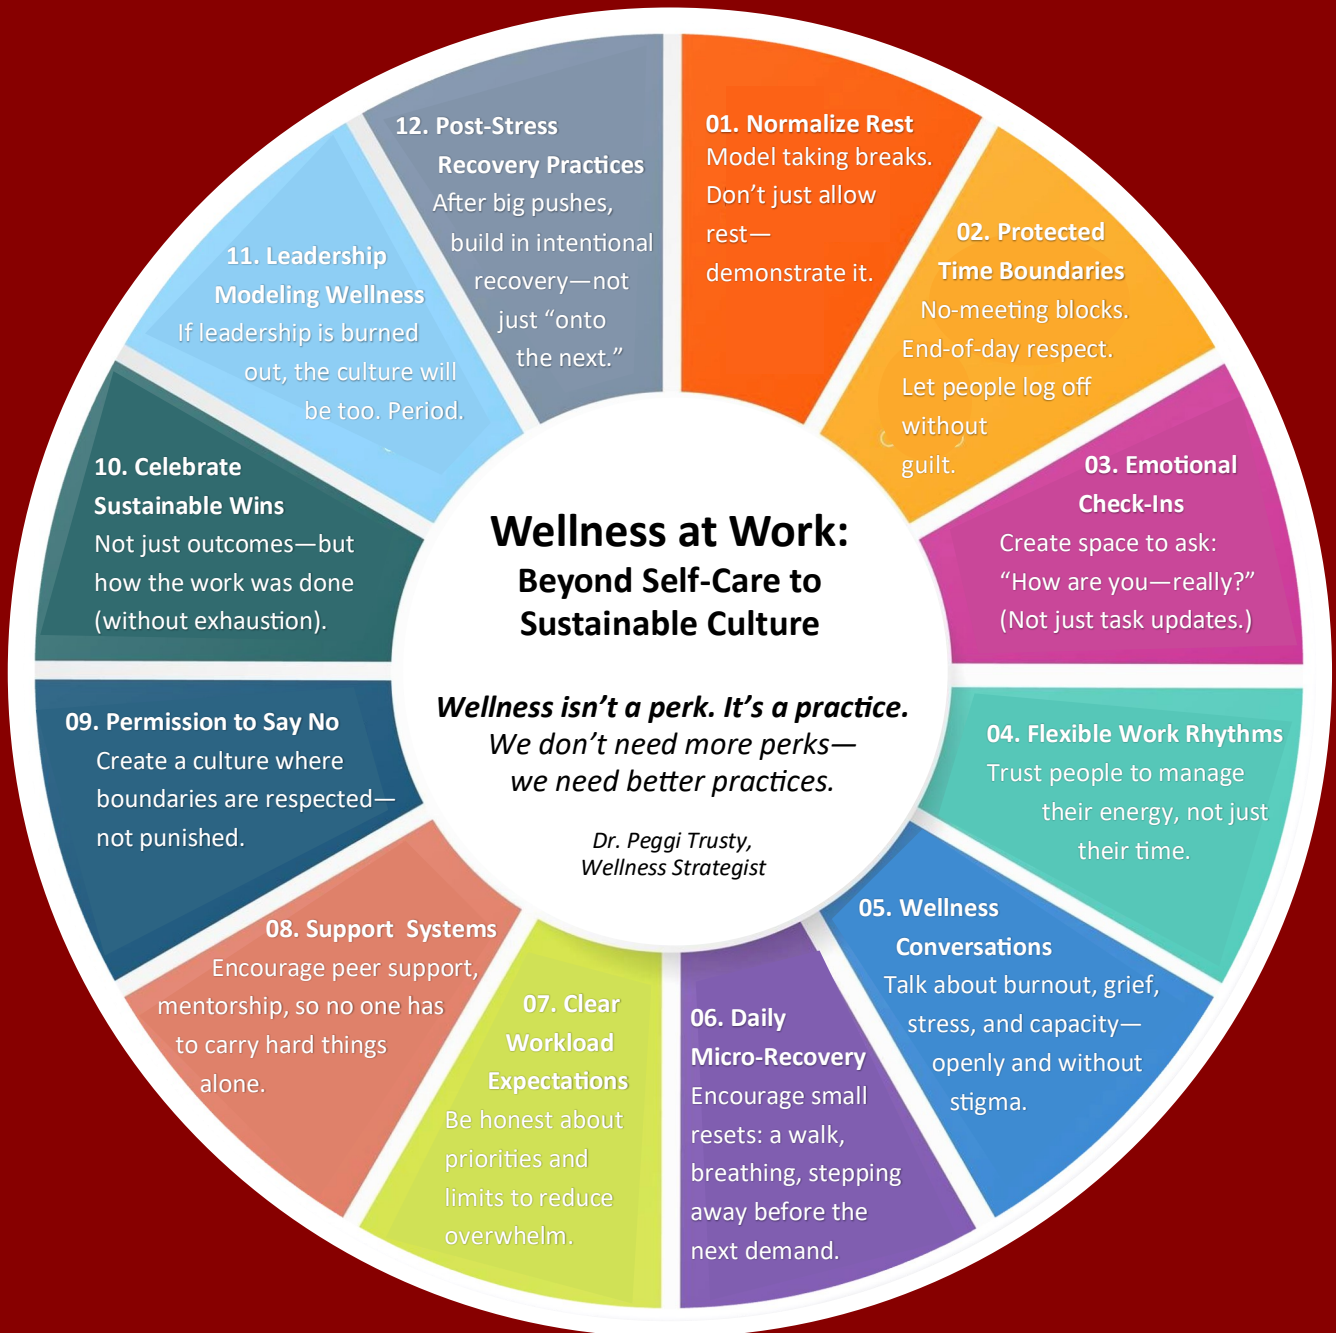 Wellness at Work:
Beyond Self-Care to
Sustainable Culture
Wellness isn’t a perk. It’s a practice.
We don’t need more perks—
we need better practices.
Dr. Peggi Trusty,
Wellness Strategist
01. Normalize Rest
Model taking breaks.
Don’t just allow
rest—
demonstrate it.
02. Protected
Time Boundaries
No-meeting blocks.
End-of-day respect.
Let people log off
without
guilt.
03. Emotional
Check-Ins
Create space to ask:
“How are you—really?”
(Not just task updates.)
04. Flexible Work Rhythms
Trust people to manage
their energy, not just
their time.
05. Wellness
Conversations
Talk about burnout, grief,
stress, and capacity—
openly and without
stigma.
06. Daily
Micro-Recovery
Encourage small
resets: a walk,
breathing, stepping
away before the
next demand.
07. Clear
Workload
Expectations
Be honest about
priorities and
limits to reduce
overwhelm.
08. Support  Systems
Encourage peer support,
mentorship, so no one has
to carry hard things
alone.
09. Permission to Say No
Create a culture where
boundaries are respected—
not punished.
10. Celebrate
Sustainable Wins
Not just outcomes—but
how the work was done
(without exhaustion).
11. Leadership
Modeling Wellness
If leadership is burned
out, the culture will
be too. Period.
12. Post-Stress
Recovery Practices
After big pushes,
build in intentional
recovery—not
just “onto
the next.”